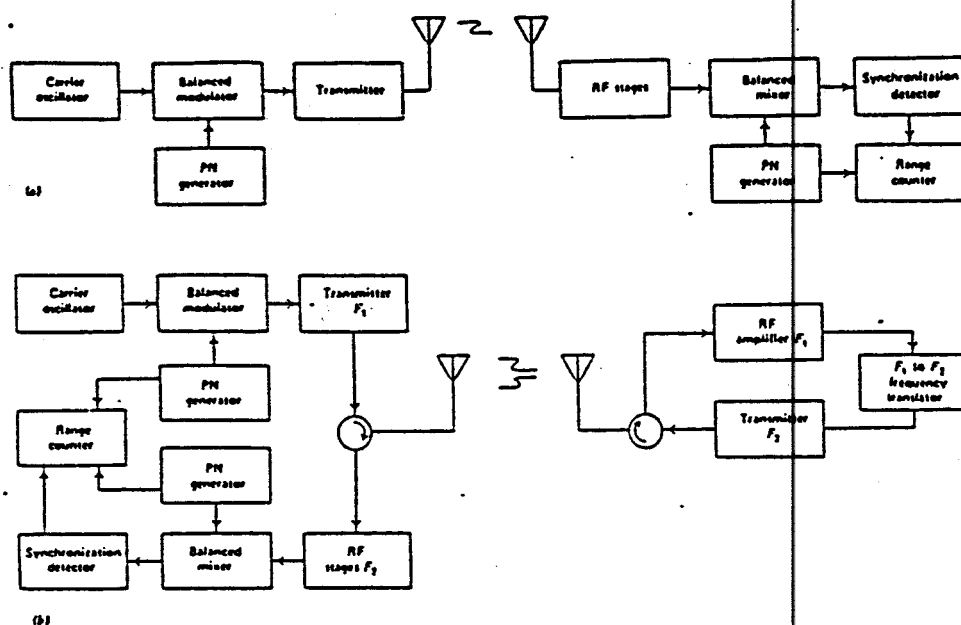 Carrier
oscillator
Balanced
modulator
Transmitter
PN
generator
RF stages
Balanced
mixer
Synchronization
detector
PN
generator
Range
counter
(a)
Carrier
oscillator
Balanced
modulator
Transmitter
F₁
PN
generator
Range
counter
PN
generator
Synchronization
detector
Balanced
mixer
RF
stages F₂
RF
amplifier F₁
F₁ to F₂
frequency
translator
Transmitter
F₂
(b)